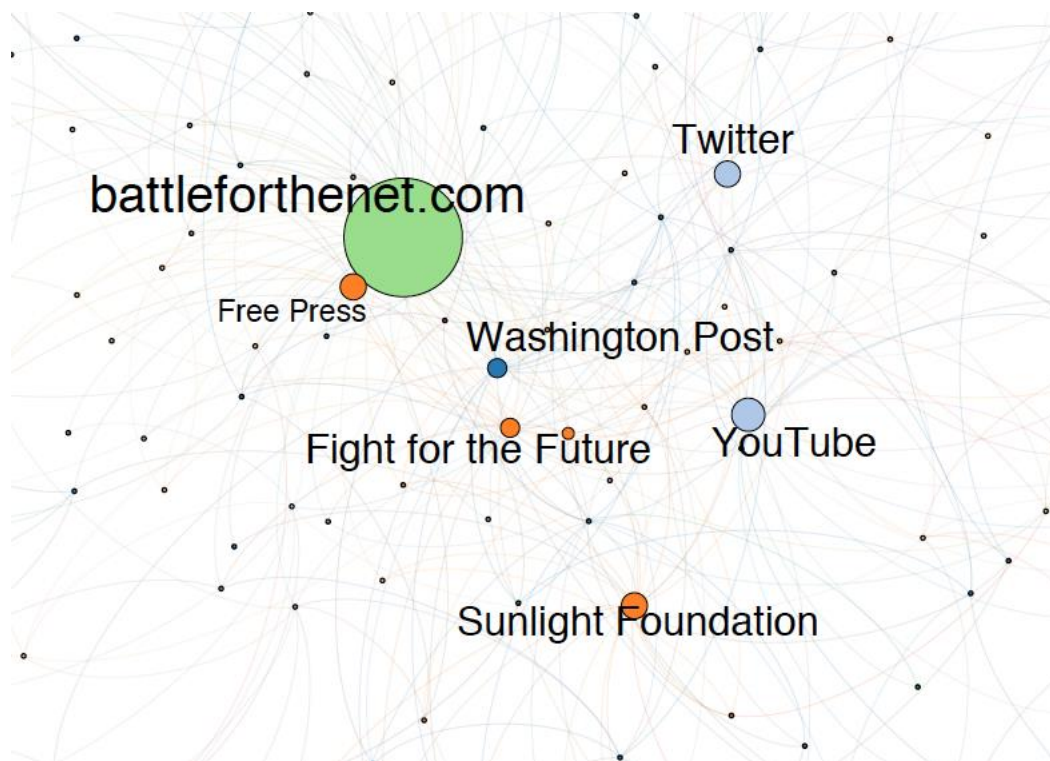 Twitter
battleforthenet.com
Free Press
Washington Post
Fight for the Future
YouTube
Sunlight Foundation